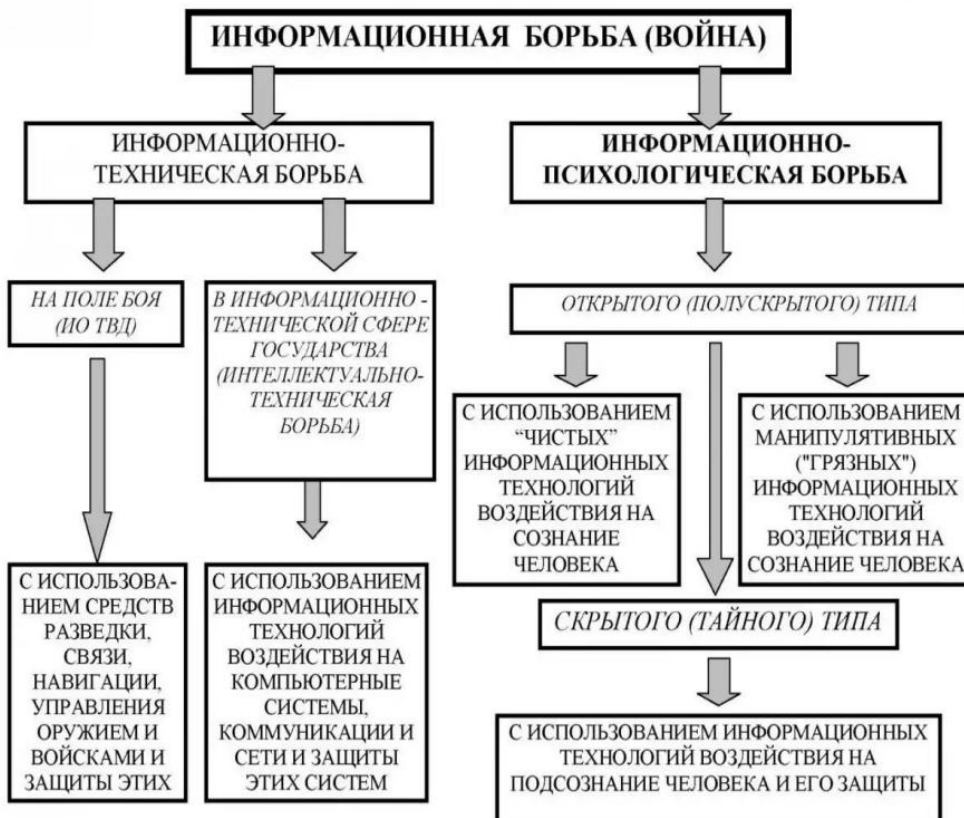 ИНФОРМАЦИОННАЯ БОРЬБА (ВОЙНА)
ИНФОРМАЦИОННО-
ТЕХНИЧЕСКАЯ БОРЬБА
ИНФОРМАЦИОННО-
ПСИХОЛОГИЧЕСКАЯ БОРЬБА
НА ПОЛЕ БОЯ
(ИО ТВД)
В ИНФОРМАЦИОННО -
ТЕХНИЧЕСКОЙ СФЕРЕ
ГОСУДАРСТВА
(ИНТЕЛЛЕКТУАЛЬНО-
ТЕХНИЧЕСКАЯ
БОРЬБА)
ОТКРЫТОГО (ПОЛУСКРЫТОГО) ТИПА
С ИСПОЛЬЗОВАНИЕМ
“ЧИСТЫХ”
ИНФОРМАЦИОННЫХ
ТЕХНОЛОГИЙ
ВОЗДЕЙСТВИЯ НА
СОЗНАНИЕ
ЧЕЛОВЕКА
С ИСПОЛЬЗОВАНИЕМ
МАНИПУЛЯТИВНЫХ
("ГРЯЗНЫХ")
ИНФОРМАЦИОННЫХ
ТЕХНОЛОГИЙ
ВОЗДЕЙСТВИЯ НА
СОЗНАНИЕ ЧЕЛОВЕКА
С ИСПОЛЬЗОВА-
НИЕМ СРЕДСТВ
РАЗВЕДКИ,
СВЯЗИ,
НАВИГАЦИИ,
УПРАВЛЕНИЯ
ОРУЖИЕМ И
ВОЙСКАМИ И
ЗАЩИТЫ ЭТИХ
С ИСПОЛЬЗОВАНИЕМ
ИНФОРМАЦИОННЫХ
ТЕХНОЛОГИЙ
ВОЗДЕЙСТВИЯ НА
КОМПЬЮТЕРНЫЕ
СИСТЕМЫ,
КОММУНИКАЦИИ И
СЕТИ И ЗАЩИТЫ
ЭТИХ СИСТЕМ
СКРЫТОГО (ТАЙНОГО) ТИПА
С ИСПОЛЬЗОВАНИЕМ ИНФОРМАЦИОННЫХ
ТЕХНОЛОГИЙ ВОЗДЕЙСТВИЯ НА
ПОДСОЗНАНИЕ ЧЕЛОВЕКА И ЕГО ЗАЩИТЫ